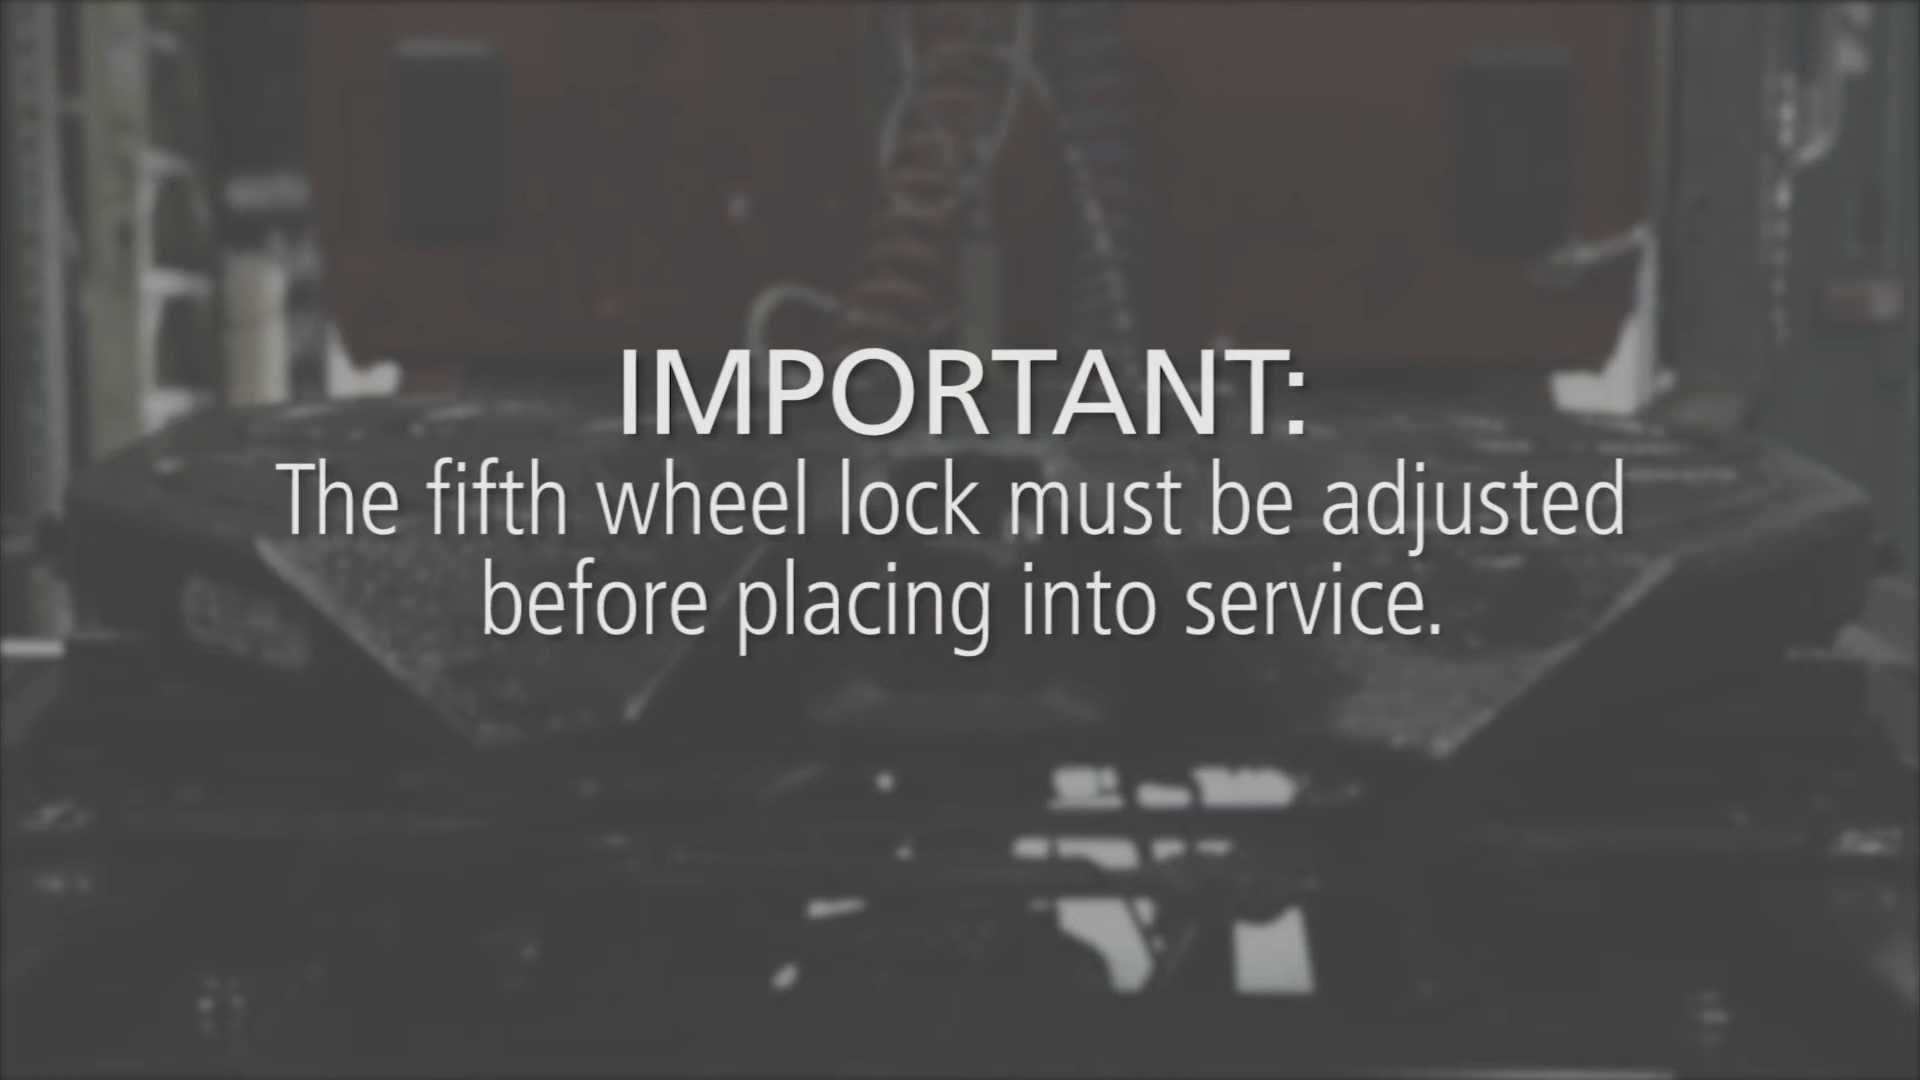 IMPORTANT:
The fifth wheel lock must be adjusted
before placing into service.